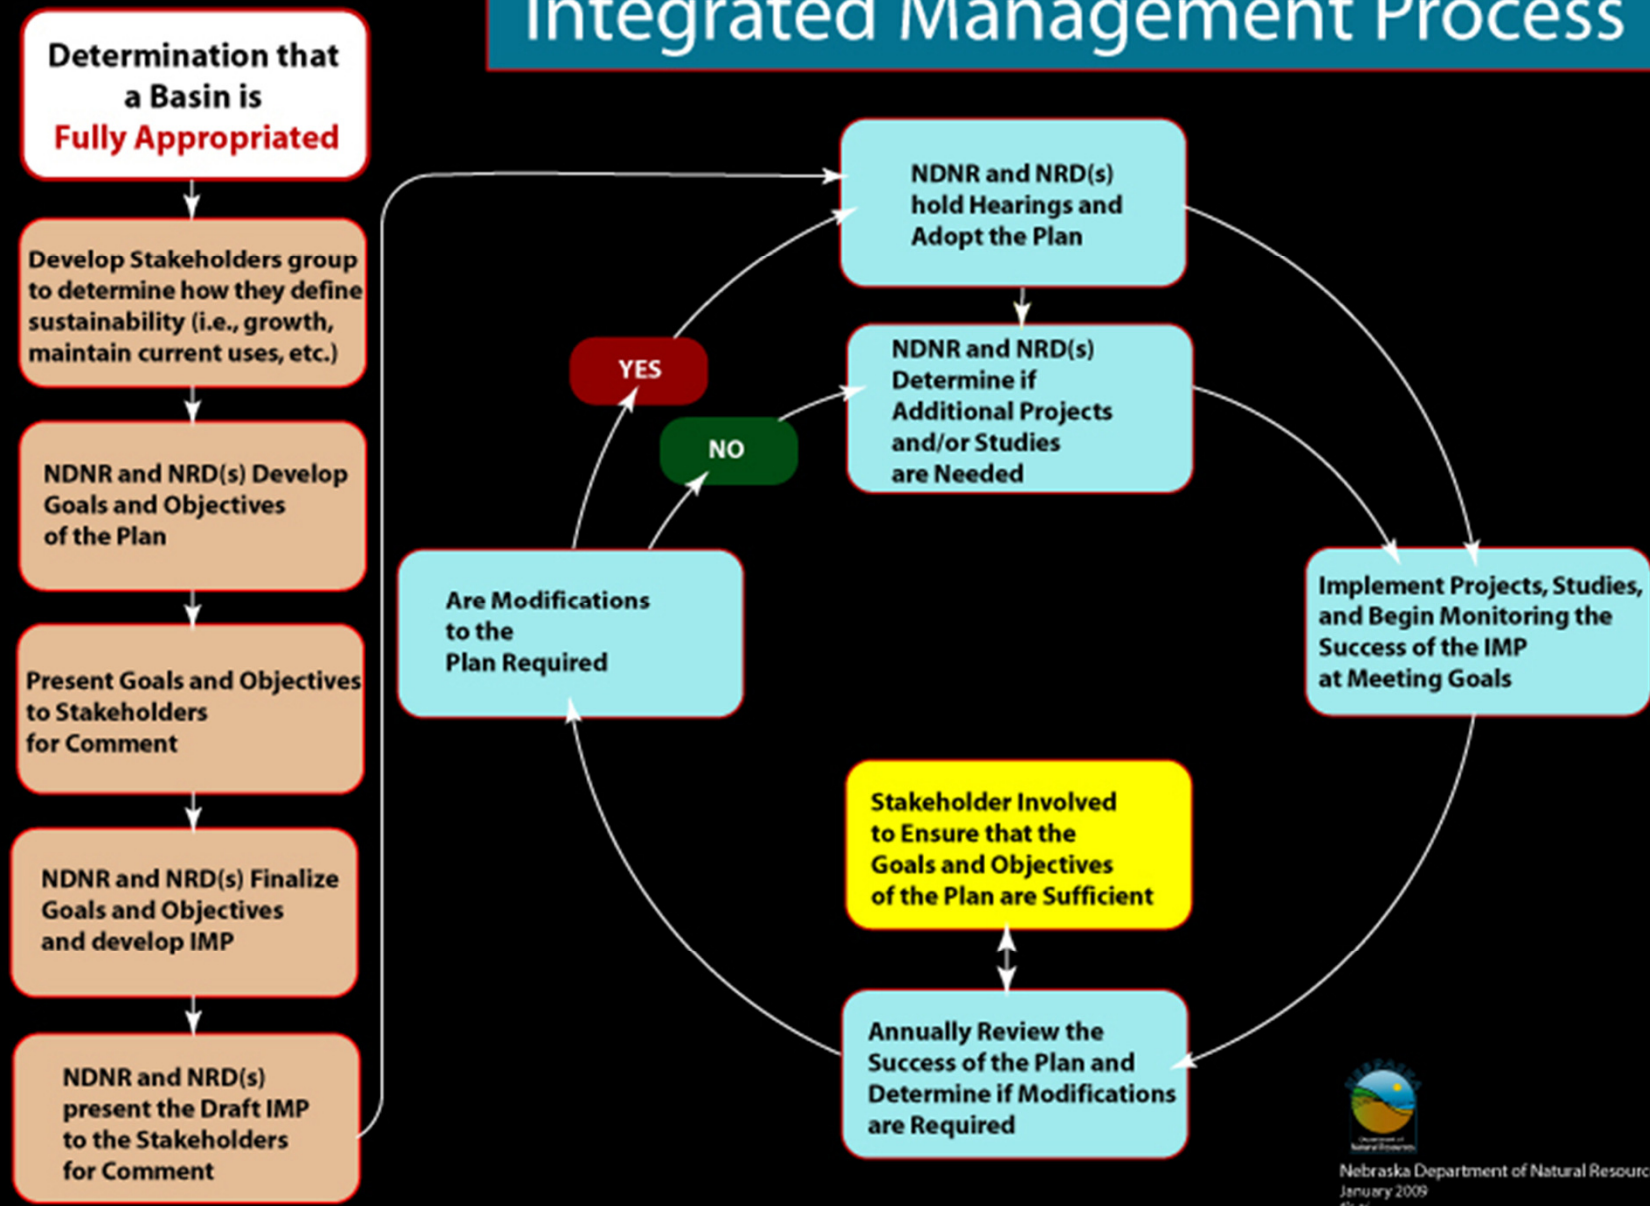 Integrated Management Process
Determination that
a Basin is
Fully Appropriated
Develop Stakeholders group
to determine how they define
sustainability (i.e., growth,
maintain current uses, etc.)
NDNR and NRD(s) Develop
Goals and Objectives
of the Plan
Present Goals and Objectives
to Stakeholders
for Comment
NDNR and NRD(s) Finalize
Goals and Objectives
and develop IMP
NDNR and NRD(s)
present the Draft IMP
to the Stakeholders
for Comment
NDNR and NRD(s)
hold Hearings and
Adopt the Plan
NDNR and NRD(s)
Determine if
Additional Projects
and/or Studies
are Needed
YES
NO
Are Modifications
to the
Plan Required
Implement Projects, Studies,
and Begin Monitoring the
Success of the IMP
at Meeting Goals
Stakeholder Involved
to Ensure that the
Goals and Objectives
of the Plan are Sufficient
Annually Review the
Success of the Plan and
Determine if Modifications
are Required
NEBRASKA
Department of
Natural Resources
Nebraska Department of Natural Resourc
January 2009